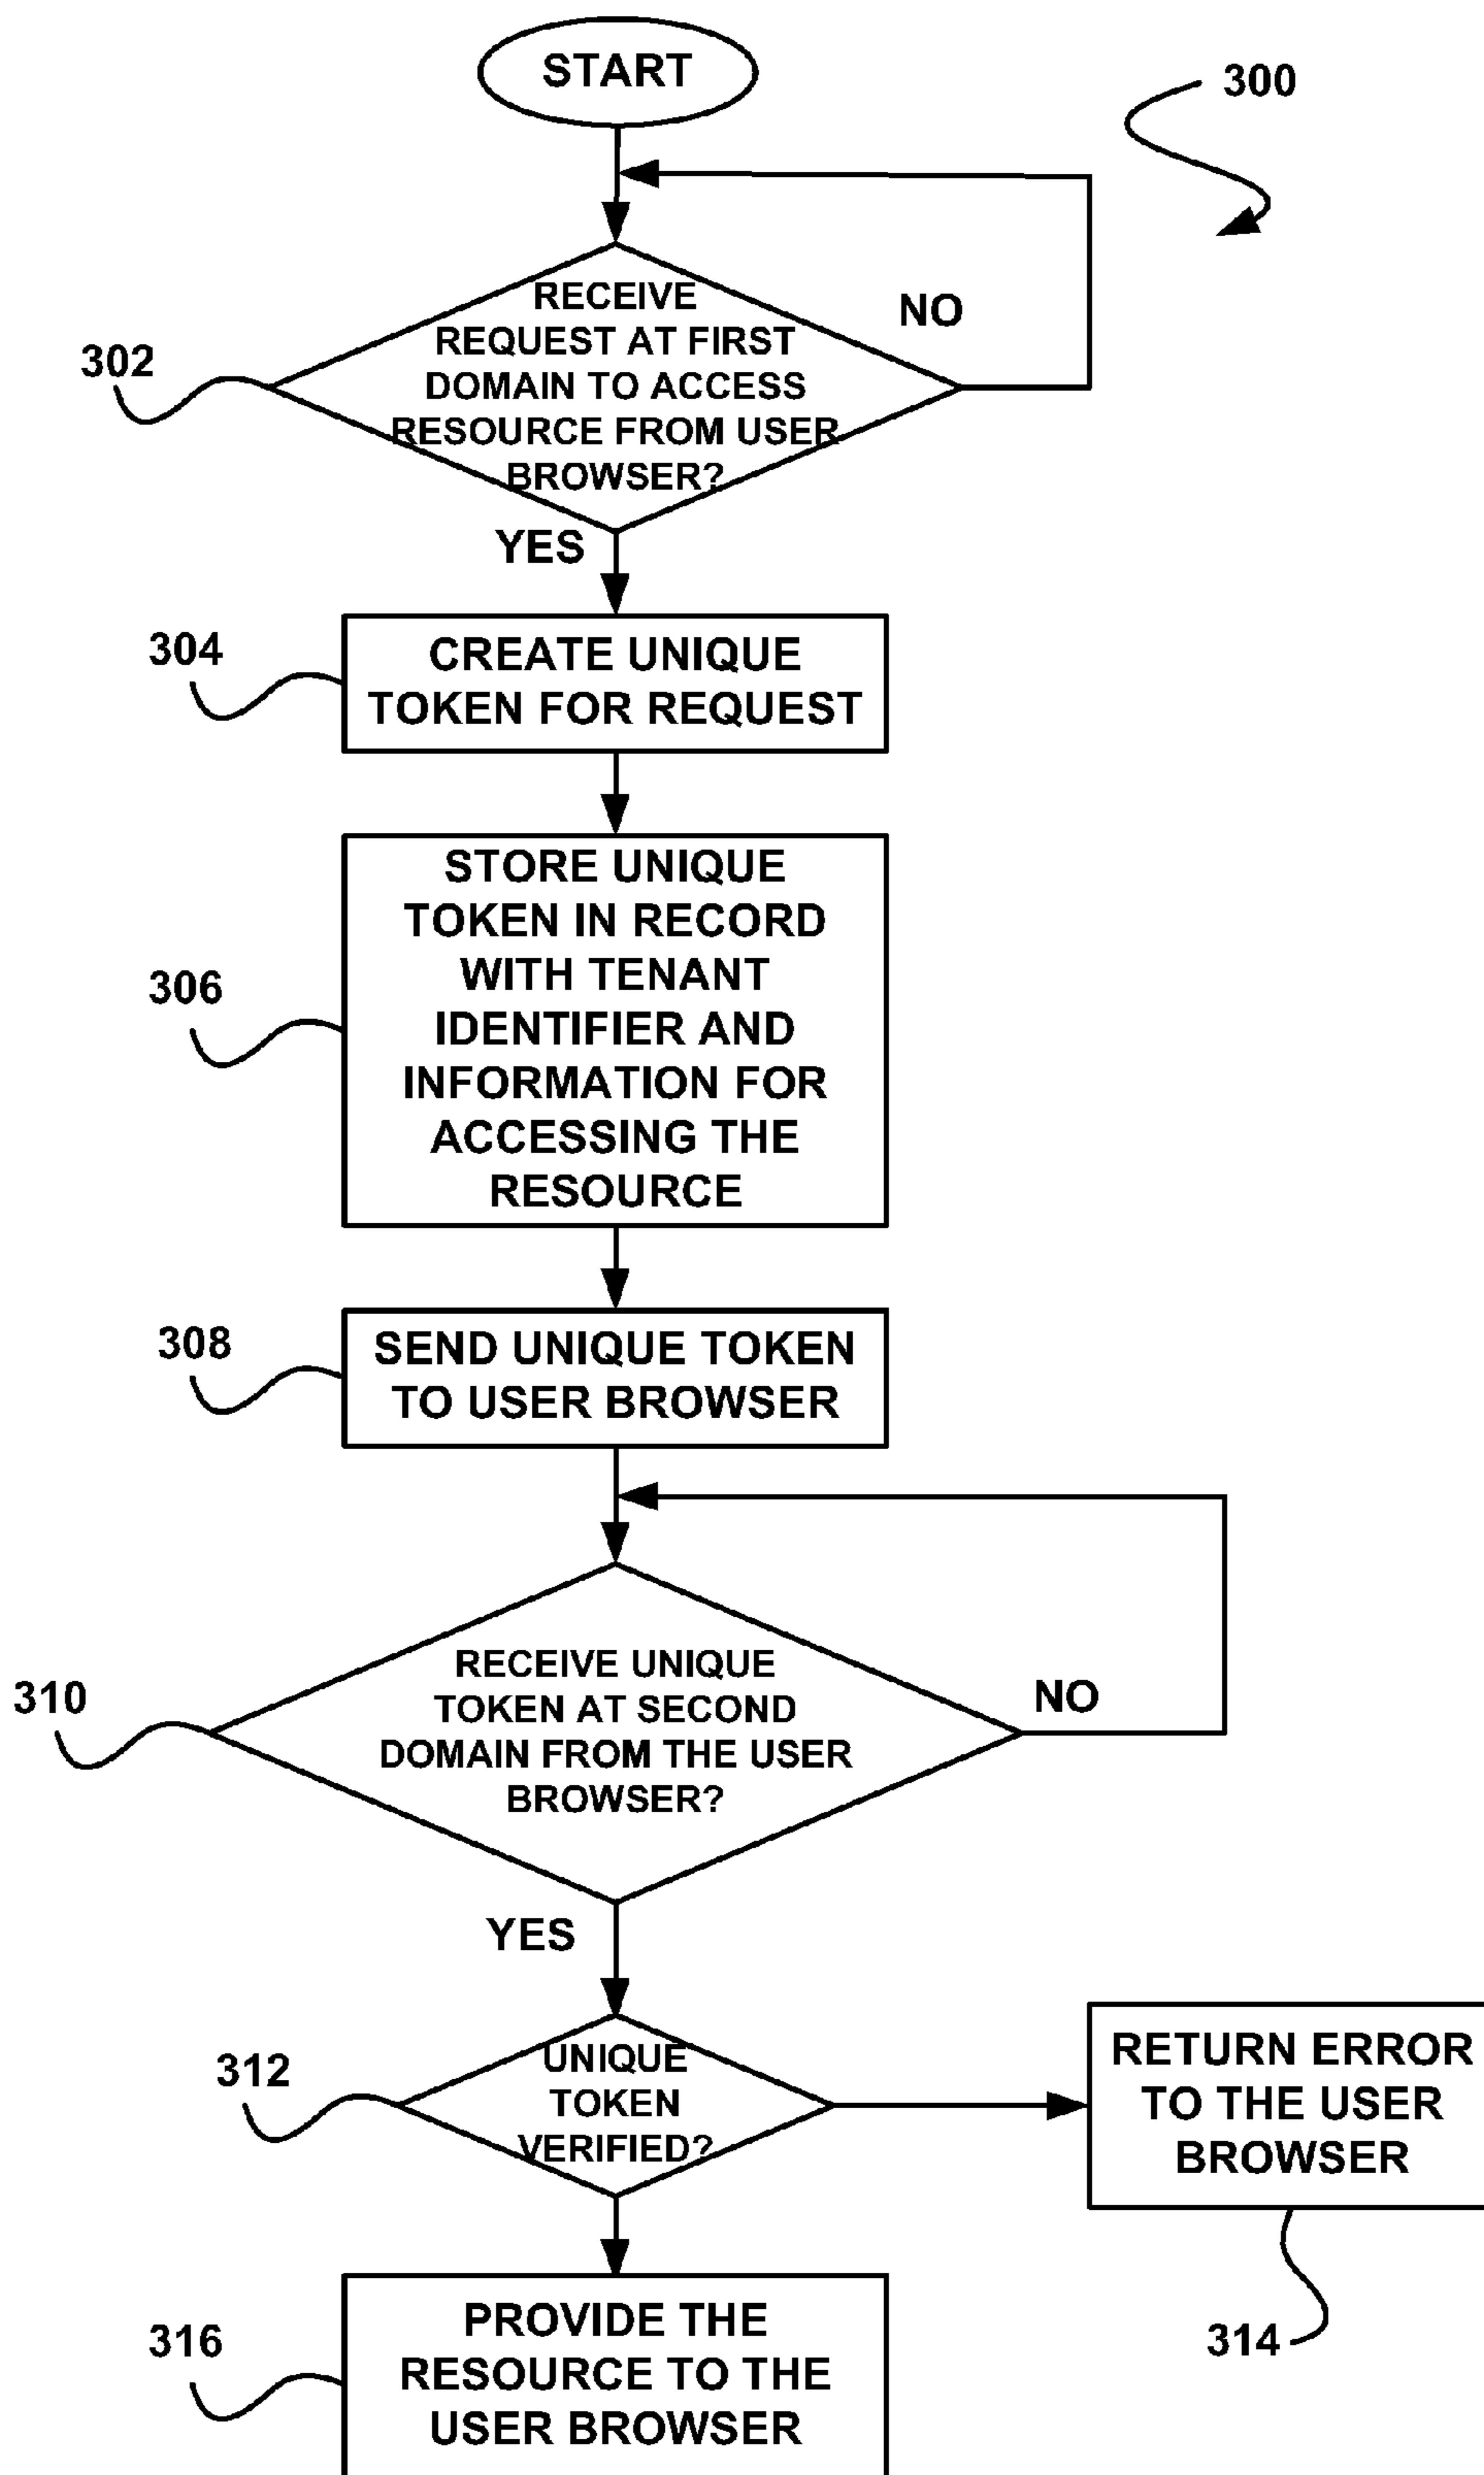 START
300
RECEIVE
REQUEST AT FIRST
DOMAIN TO ACCESS
RESOURCE FROM USER
BROWSER?
NO
302
YES
304
CREATE UNIQUE
TOKEN FOR REQUEST
306
STORE UNIQUE
TOKEN IN RECORD
WITH TENANT
IDENTIFIER AND
INFORMATION FOR
ACCESSING THE
RESOURCE
308
SEND UNIQUE TOKEN
TO USER BROWSER
310
RECEIVE UNIQUE
TOKEN AT SECOND
DOMAIN FROM THE USER
BROWSER?
NO
YES
312
UNIQUE
TOKEN
VERIFIED?
RETURN ERROR
TO THE USER
BROWSER
314
316
PROVIDE THE
RESOURCE TO THE
USER BROWSER